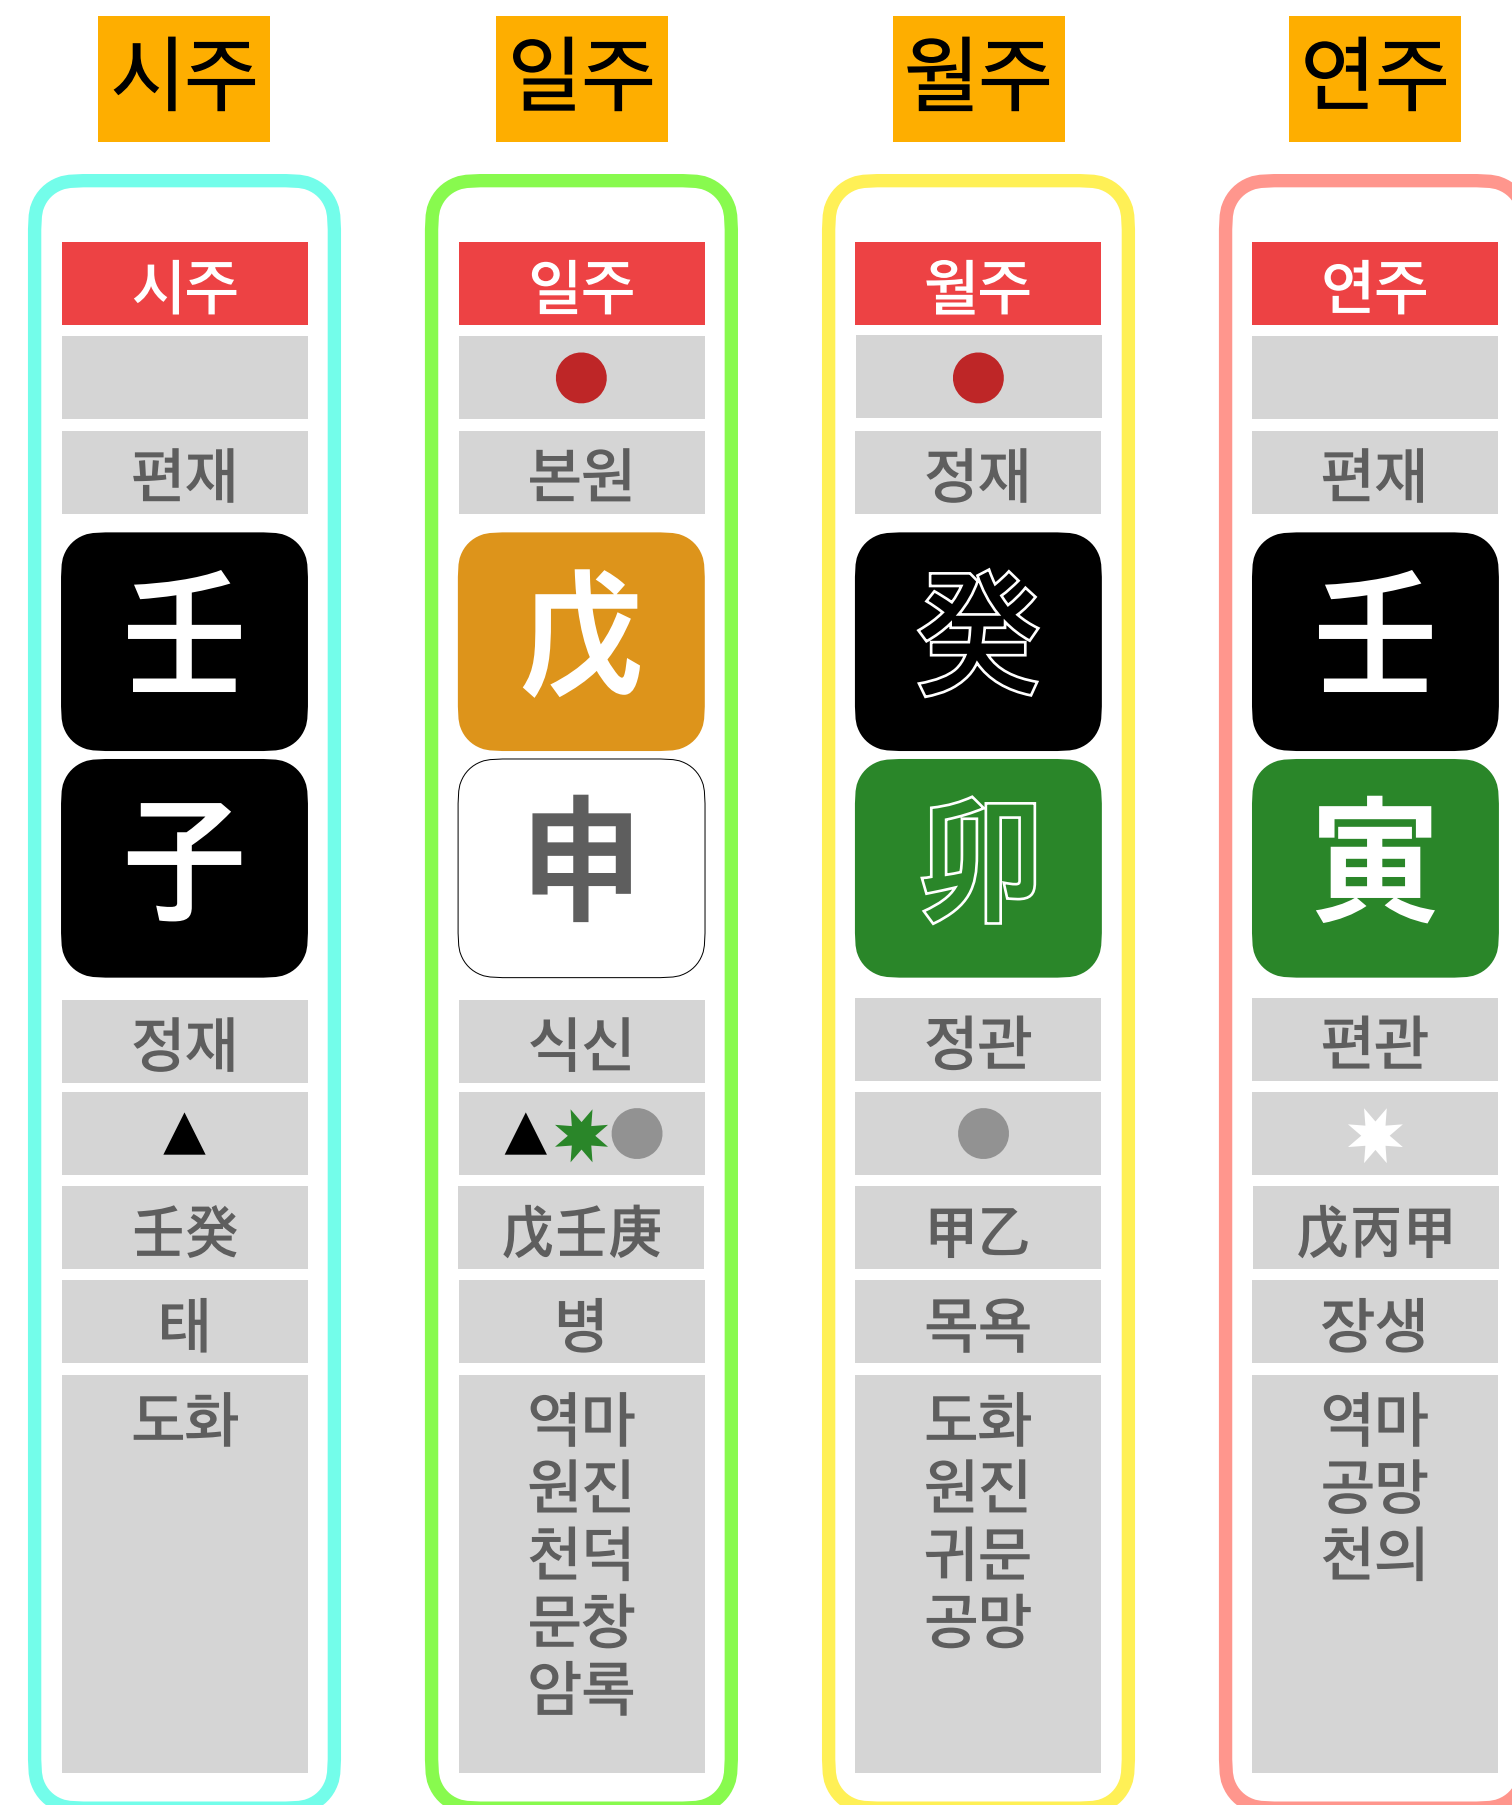 시주 일주 월주 연주
시주 일주 월주 연주
편재 본원 정재 편재
壬 戊 癸 壬
子 申 卯 寅
정재 식신 정관 편관
壬癸 戊壬庚 甲乙 戊丙甲
태 병 목욕 장생
도화 역마 도화 역마
원진 원진 공망
천덕 귀문 천의
문창 공망
암록